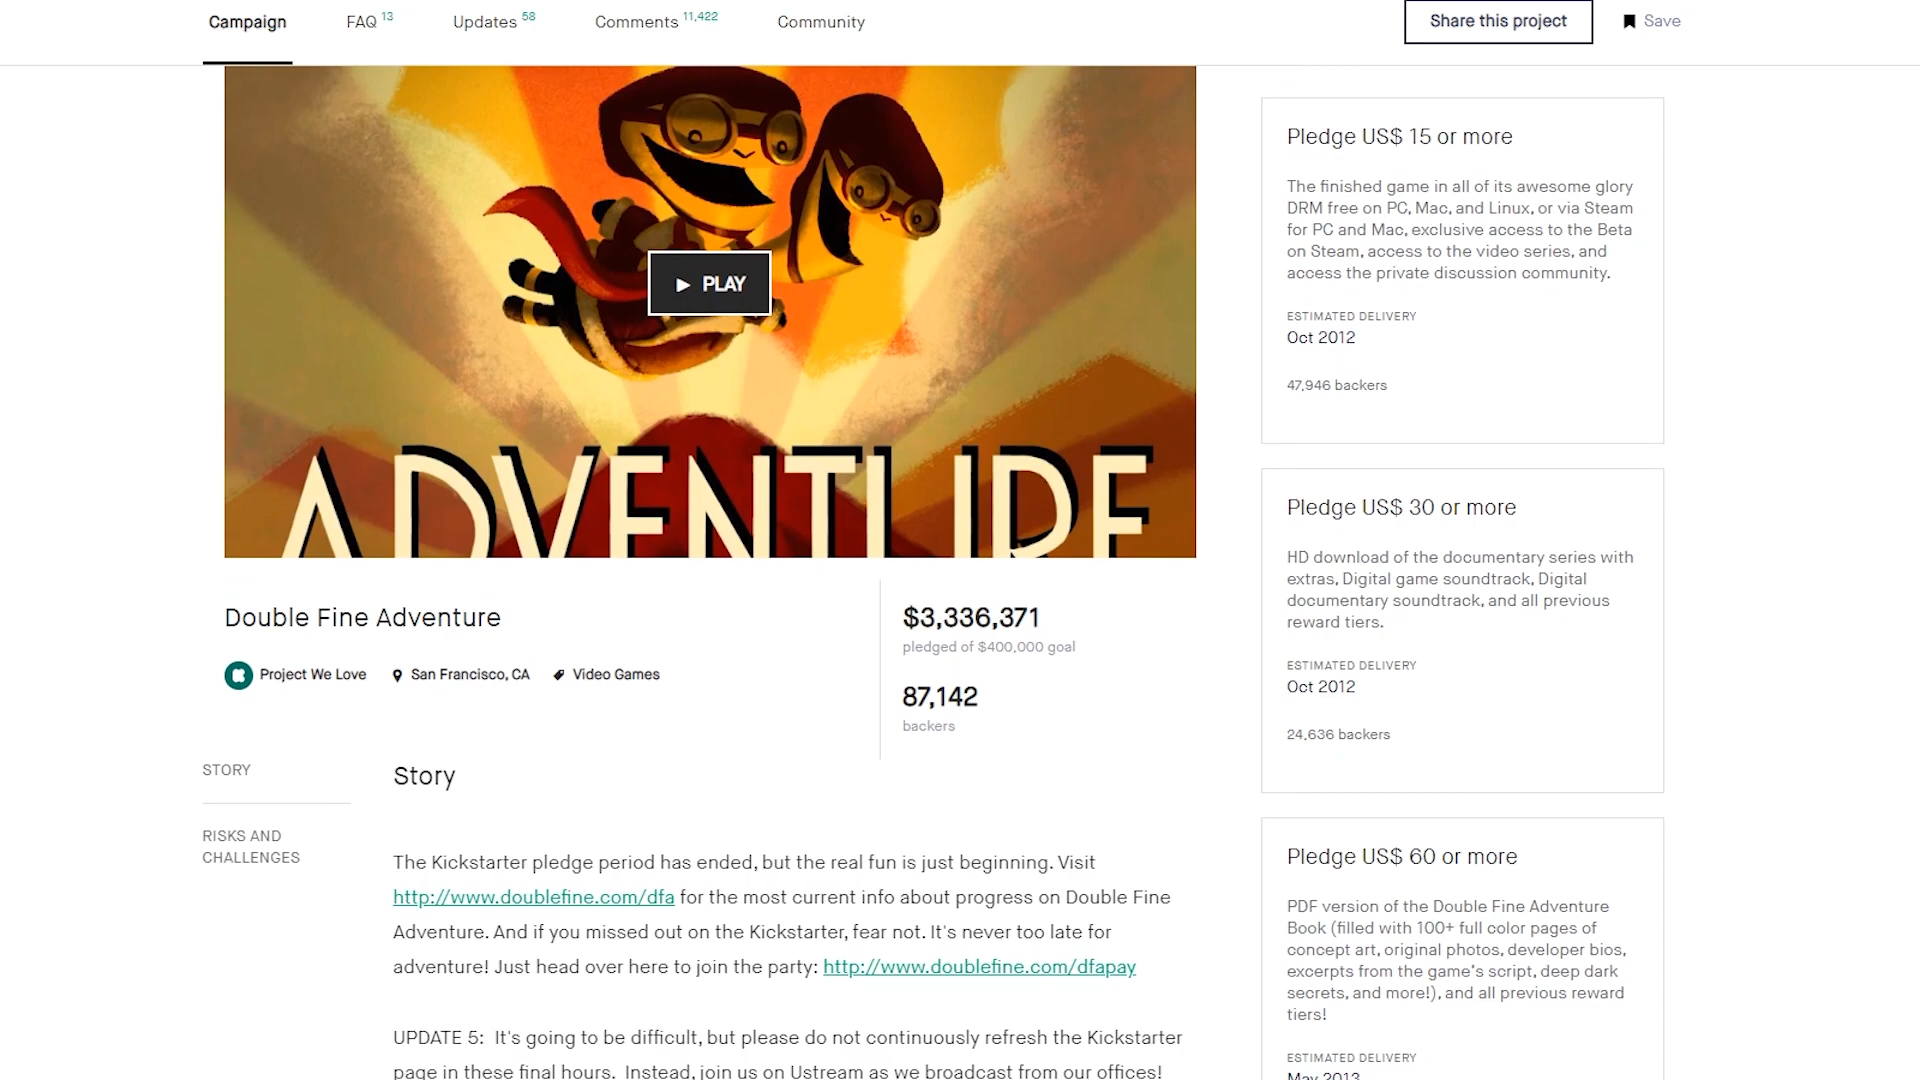 Campaign
FAQ 13
Updates 58
Comments 11,422
Community
Share this project
Save
PLAY
ADVENTURE
Double Fine Adventure
Project We Love
San Francisco, CA
Video Games
$3,336,371
pledged of $400,000 goal
87,142
backers
STORY
RISKS AND
CHALLENGES
Story
The Kickstarter pledge period has ended, but the real fun is just beginning. Visit
http://www.doublefine.com/dfa for the most current info about progress on Double Fine
Adventure. And if you missed out on the Kickstarter, fear not. It's never too late for
adventure! Just head over here to join the party: http://www.doublefine.com/dfapay
UPDATE 5:  It's going to be difficult, but please do not continuously refresh the Kickstarter
page in these final hours.  Instead, join us on Ustream as we broadcast from our offices!
Pledge US$ 15 or more
The finished game in all of its awesome glory
DRM free on PC, Mac, and Linux, or via Steam
for PC and Mac, exclusive access to the Beta
on Steam, access to the video series, and
access the private discussion community.
ESTIMATED DELIVERY
Oct 2012
47,946 backers
Pledge US$ 30 or more
HD download of the documentary series with
extras, Digital game soundtrack, Digital
documentary soundtrack, and all previous
reward tiers.
ESTIMATED DELIVERY
Oct 2012
24,636 backers
Pledge US$ 60 or more
PDF version of the Double Fine Adventure
Book (filled with 100+ full color pages of
concept art, original photos, developer bios,
excerpts from the game's script, deep dark
secrets, and more!), and all previous reward
tiers!
ESTIMATED DELIVERY
May 2013